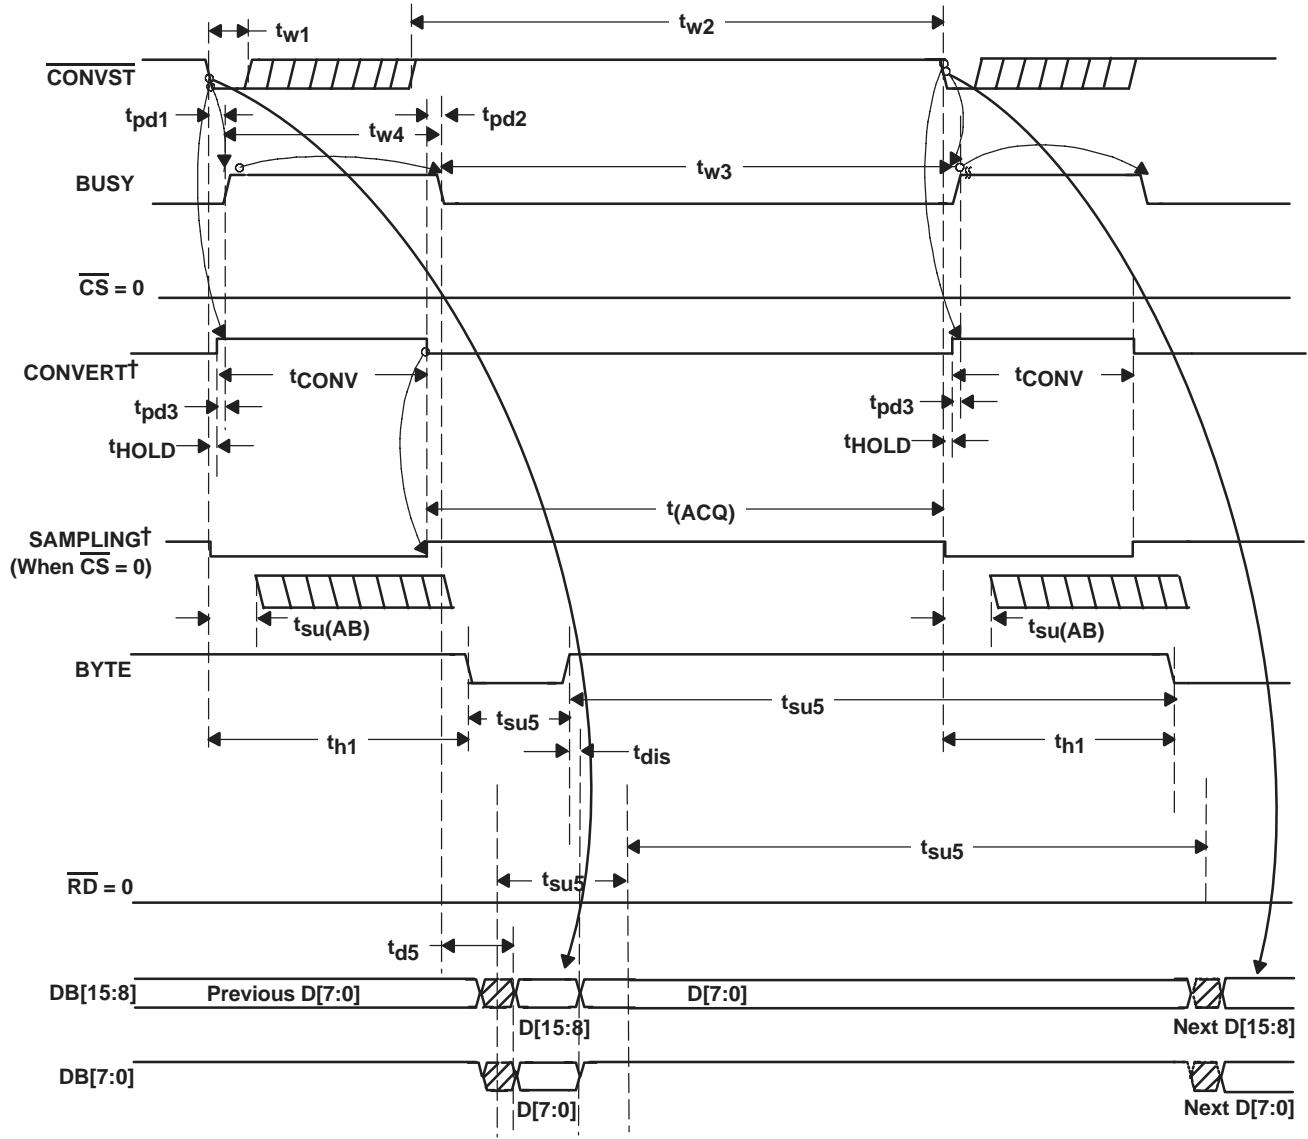 tw1
tw2
CONVST
tpd1
tw4
tpd2
tw3
BUSY
CS = 0
CONVERT†
tCONV
tCONV
tpd3
tpd3
tHOLD
tHOLD
t(ACQ)
SAMPLING†
(When CS = 0)
tsu(AB)
tsu(AB)
BYTE
tsu5
tsu5
th1
tdis
th1
tsu5
tsu5
RD = 0
td5
DB[15:8]
Previous D[7:0]
D[7:0]
D[15:8]
Next D[15:8]
DB[7:0]
D[7:0]
Next D[7:0]